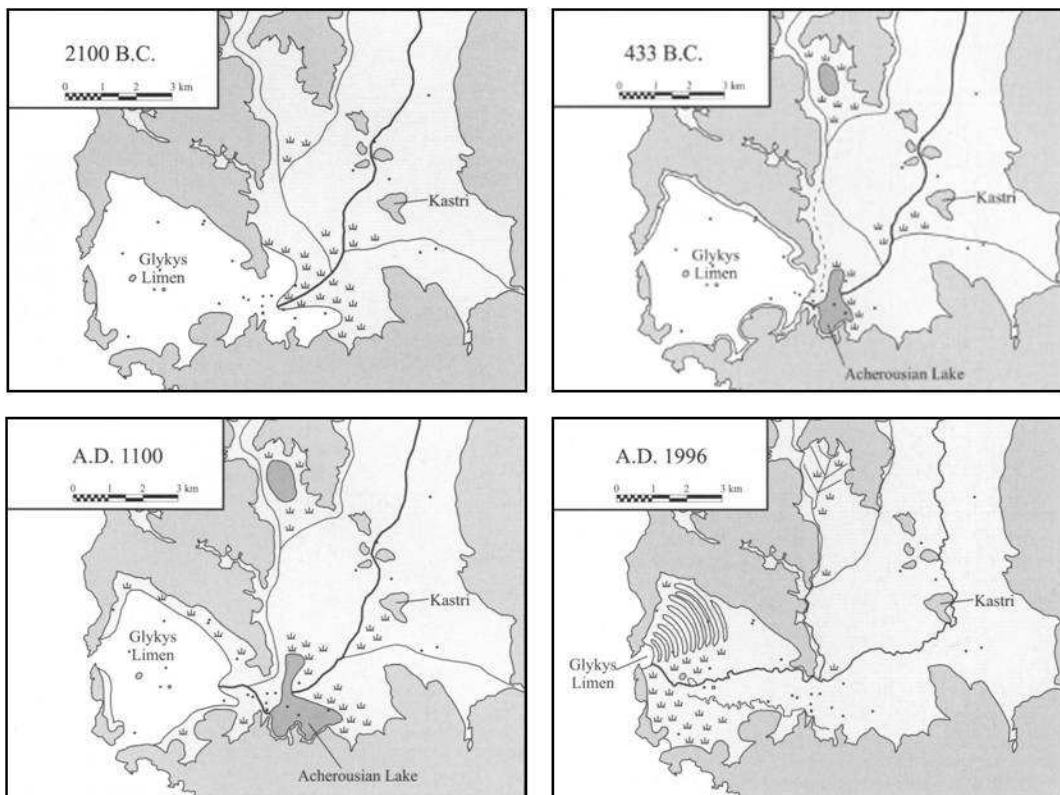 2100 B.C.
0 1 2 3 km
Kastri
Glykys
Limen
433 B.C.
0 1 2 3 km
Kastri
Glykys
Limen
Acherousian Lake
A.D. 1100
0 1 2 3 km
Kastri
Glykys
Limen
Acherousian Lake
A.D. 1996
0 1 2 3 km
Kastri
Glykys
Limen